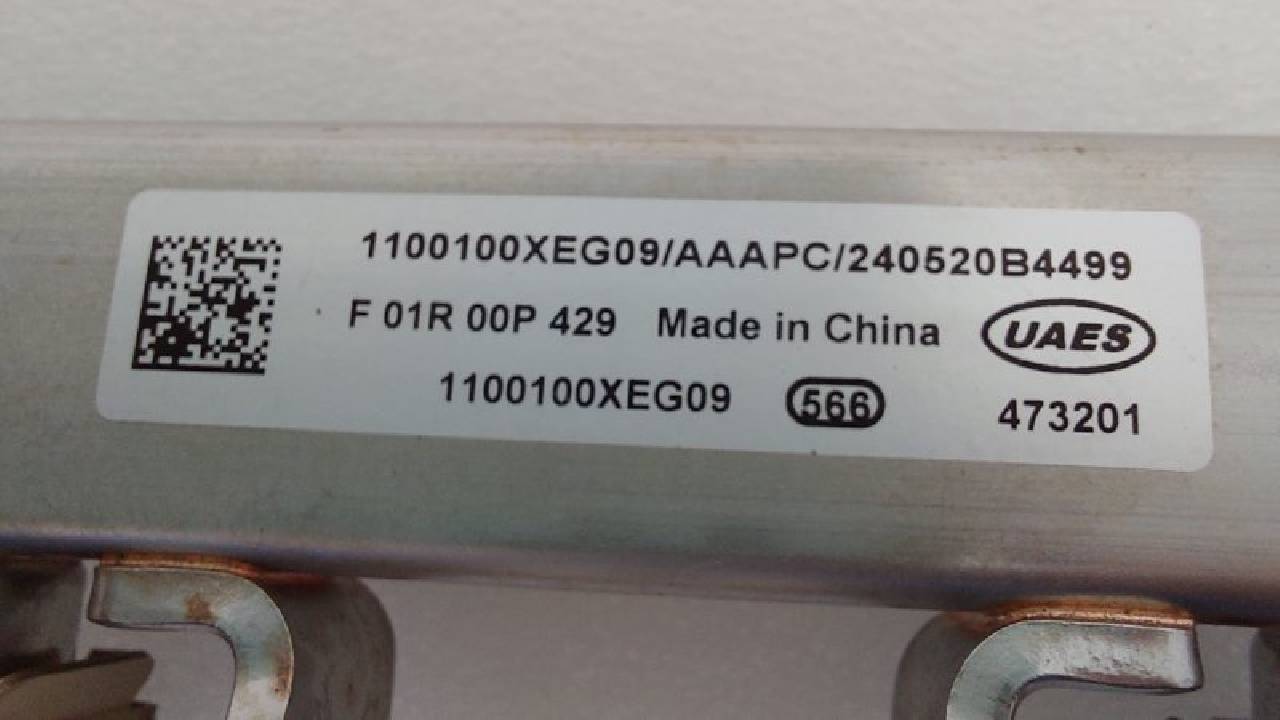 1100100XEG09/AAAPC/240520B4499
F 01R 00P 429 Made in China UAES
1100100XEG09 566 473201